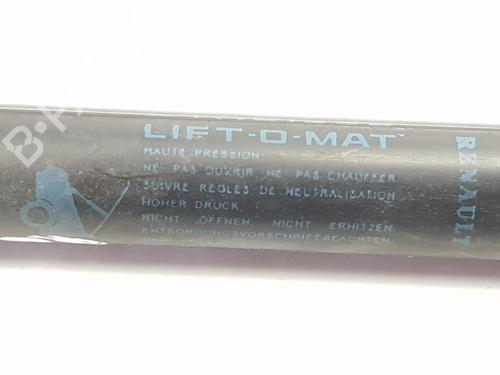 LIFT-O-MAT
HAUTE PRESSION.
NE PAS OUVRIR NE PAS CHAUFFER
SUIVRE REGLES DE NEUTRALISATION
HOHER DRUCK.
NICHT ÖFFNEN. NICHT ERHITZEN
ENTSORGUNGSVORSCHRIFT BEACHTEN
RENAULT
B-PARTS